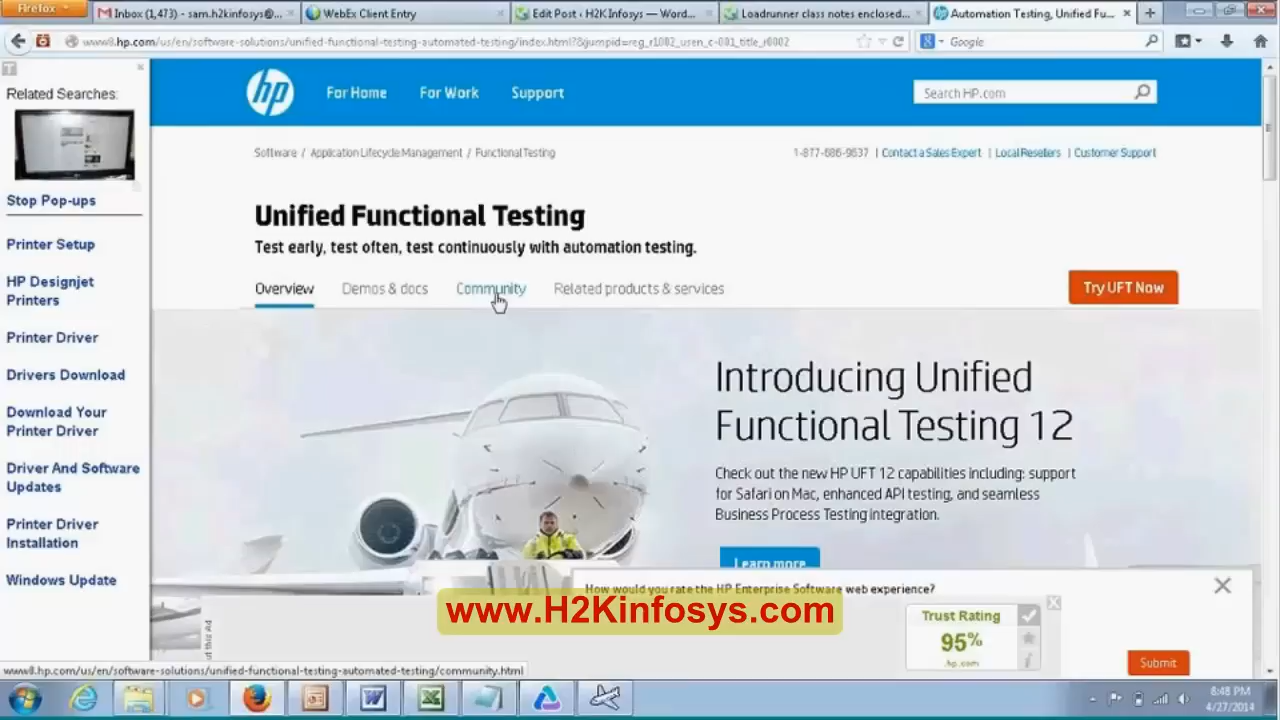 Firefox
Inbox (1,473) - sam.h2kinfosys@...
WebEx Client Entry
Edit Post ‹ H2K Infosys — Wor...
Loadrunner class notes enclosed...
Automation Testing, Unified Fu...
www8.hp.com/us/en/software-solutions/unified-functional-testing-automated-testing/index.html?&jumpid=reg_r1002_usen_c-001_title_r0002
Google
Related Searches:
Stop Pop-ups
Printer Setup
HP Designjet
Printers
Printer Driver
Drivers Download
Download Your
Printer Driver
Driver And Software
Updates
Printer Driver
Installation
Windows Update
hp
For Home
For Work
Support
Search HP.com
Software / Application Lifecycle Management / Functional Testing
1-877-686-9637 | Contact a Sales Expert | Local Resellers | Customer Support
Unified Functional Testing
Test early, test often, test continuously with automation testing.
Overview
Demos & docs
Community
Related products & services
Try UFT Now
Introducing Unified
Functional Testing 12
Check out the new HP UFT 12 capabilities including: support
for Safari on Mac, enhanced API testing, and seamless
Business Process Testing integration.
Learn more
How would you rate the HP Enterprise Software web experience?
www.H2Kinfosys.com
Trust Rating
95%
.hp.com
Submit
www8.hp.com/us/en/software-solutions/unified-functional-testing-automated-testing/community.html
8:48 PM
4/27/2014